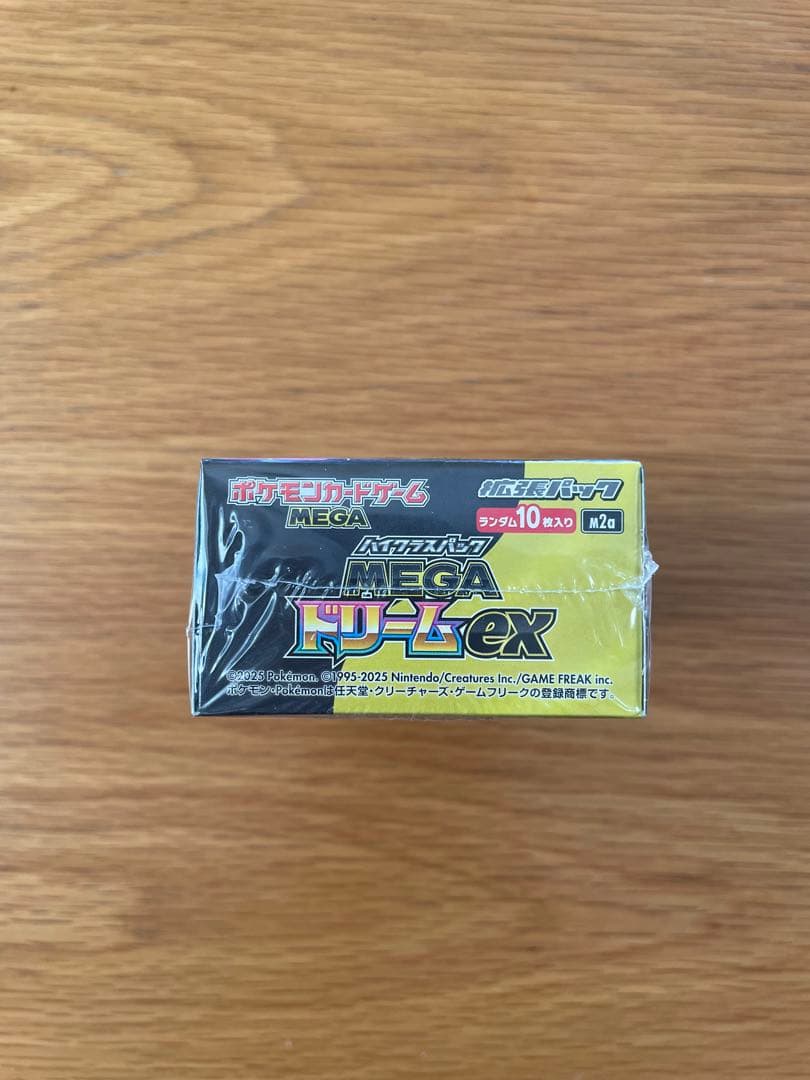 ポケモンカードゲーム
MEGA
拡張パック
ランダム10枚入り M2a
ハイクラスパック
MEGA
ドリームex
©2025 Pokémon. ©1995-2025 Nintendo/Creatures Inc./GAME FREAK inc.
ポケモン・Pokémonは任天堂・クリーチャーズ・ゲームフリークの登録商標です。